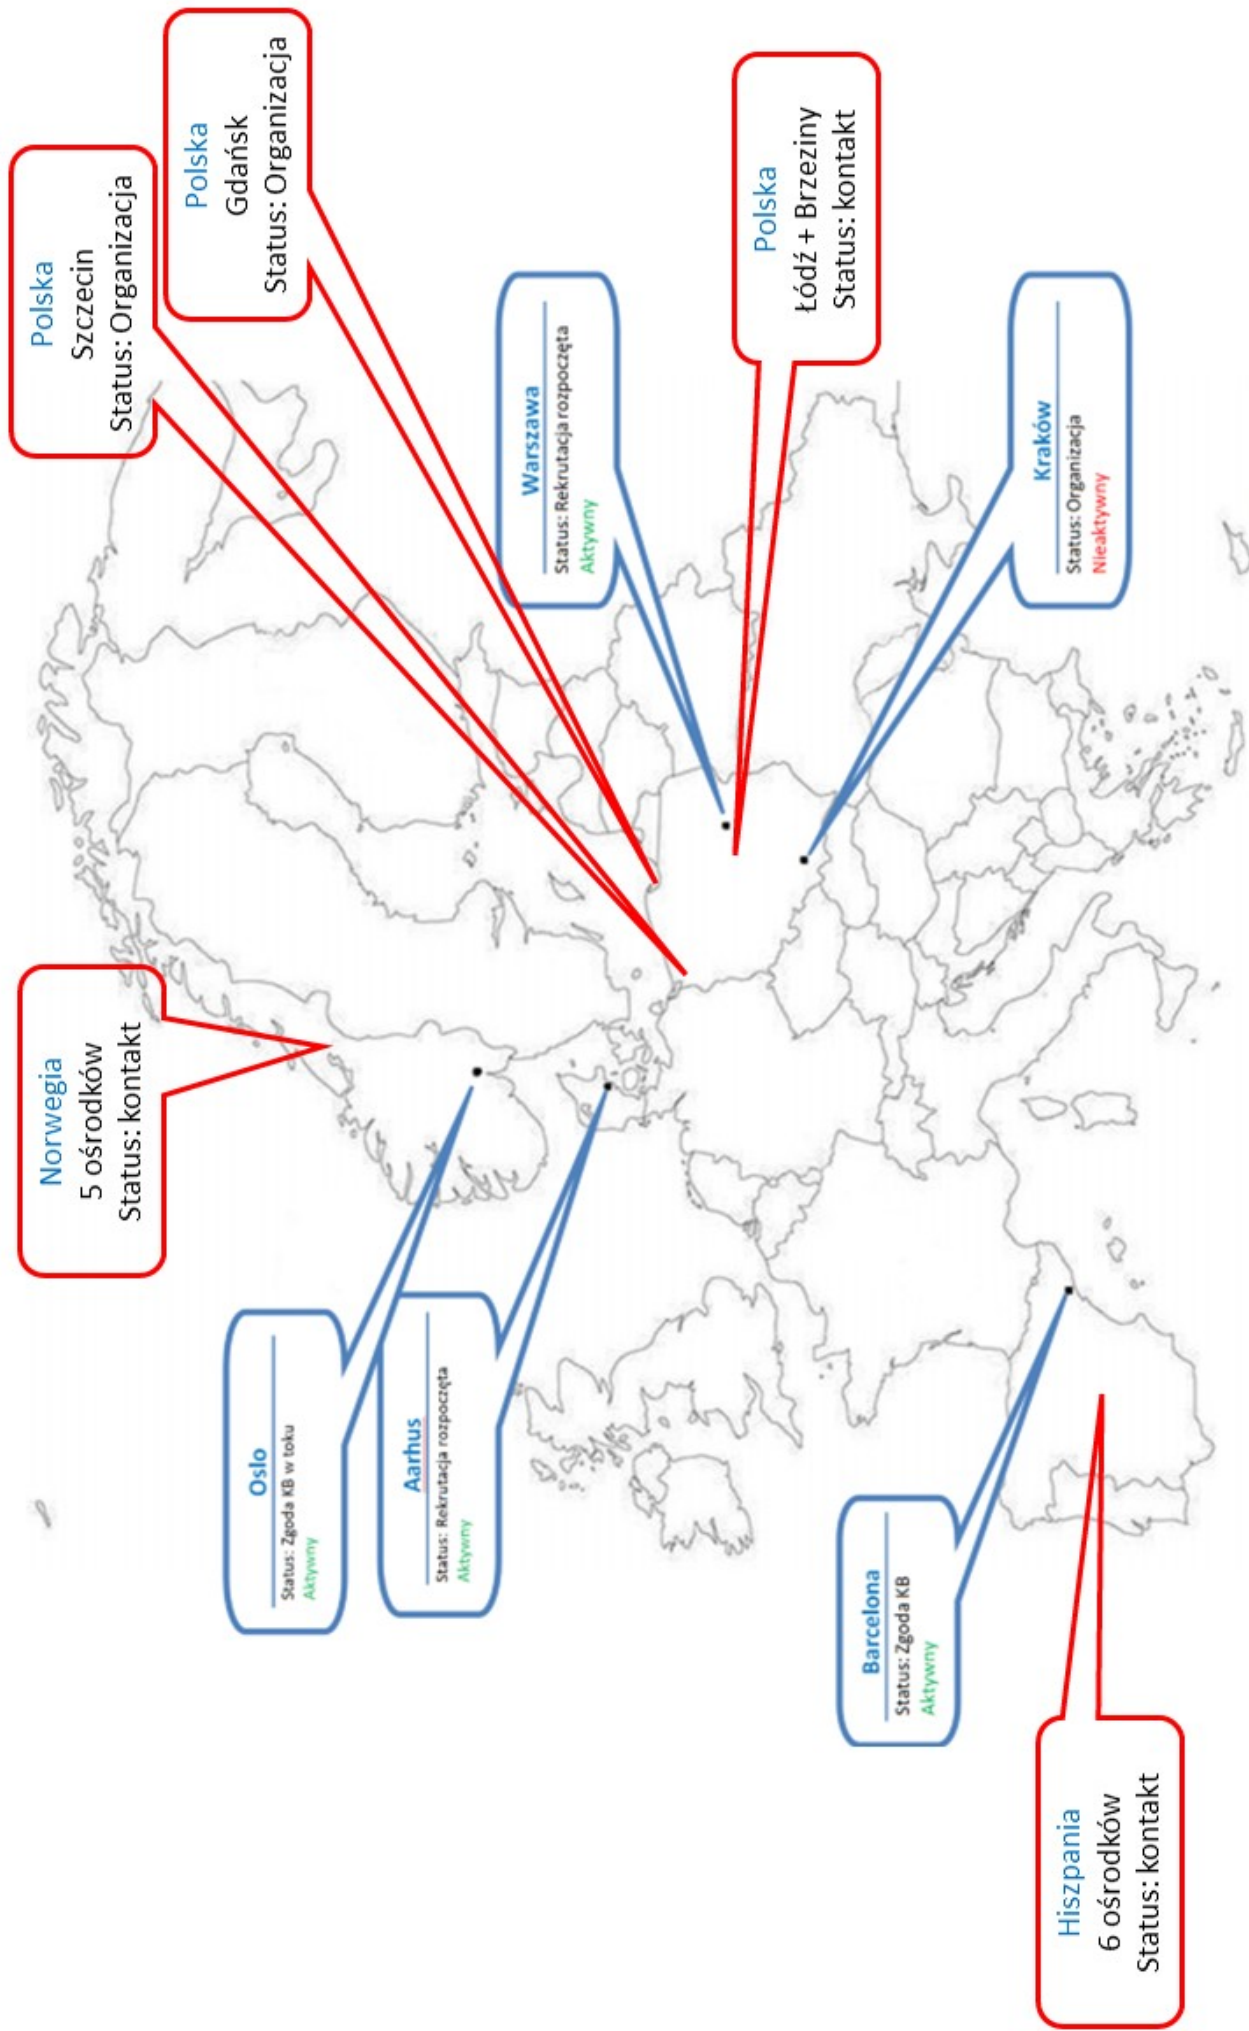 Norwegia
5 ośrodków
Status: kontakt
Polska
Szczecin
Status: Organizacja
Polska
Gdańsk
Status: Organizacja
Oslo
Status: Zgoda KB w toku
Aktywny
Aarhus
Status: Rekrutacja rozpoczęta
Aktywny
Warszawa
Status: Rekrutacja rozpoczęta
Aktywny
Polska
Łódź + Brzeziny
Status: kontakt
Barcelona
Status: Zgoda KB
Aktywny
Kraków
Status: Organizacja
Nieaktywny
Hiszpania
6 ośrodków
Status: kontakt